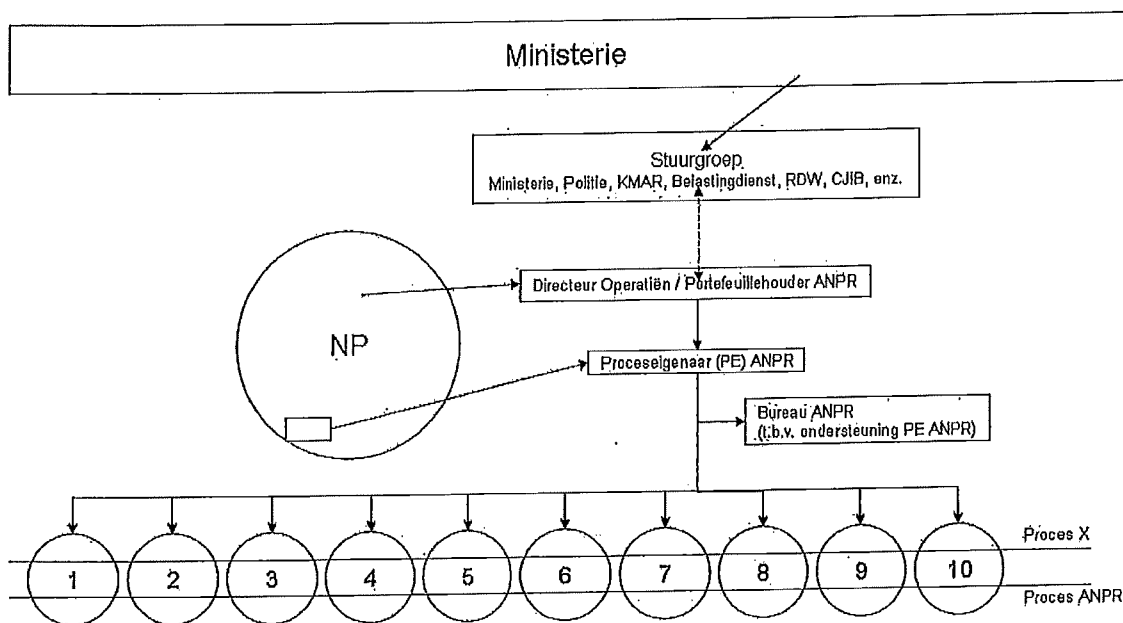 Ministerie
Stuurgroep
Ministerie, Politie, KMAR, Belastingdienst, RDW, CJIB, enz.
Directeur Operatiën / Portefeuillehouder ANPR
NP
Proceseigenaar (PE) ANPR
Bureau ANPR
(t.b.v. ondersteuning PE ANPR)
Proces X
1 2 3 4 5 6 7 8 9 10
Proces ANPR